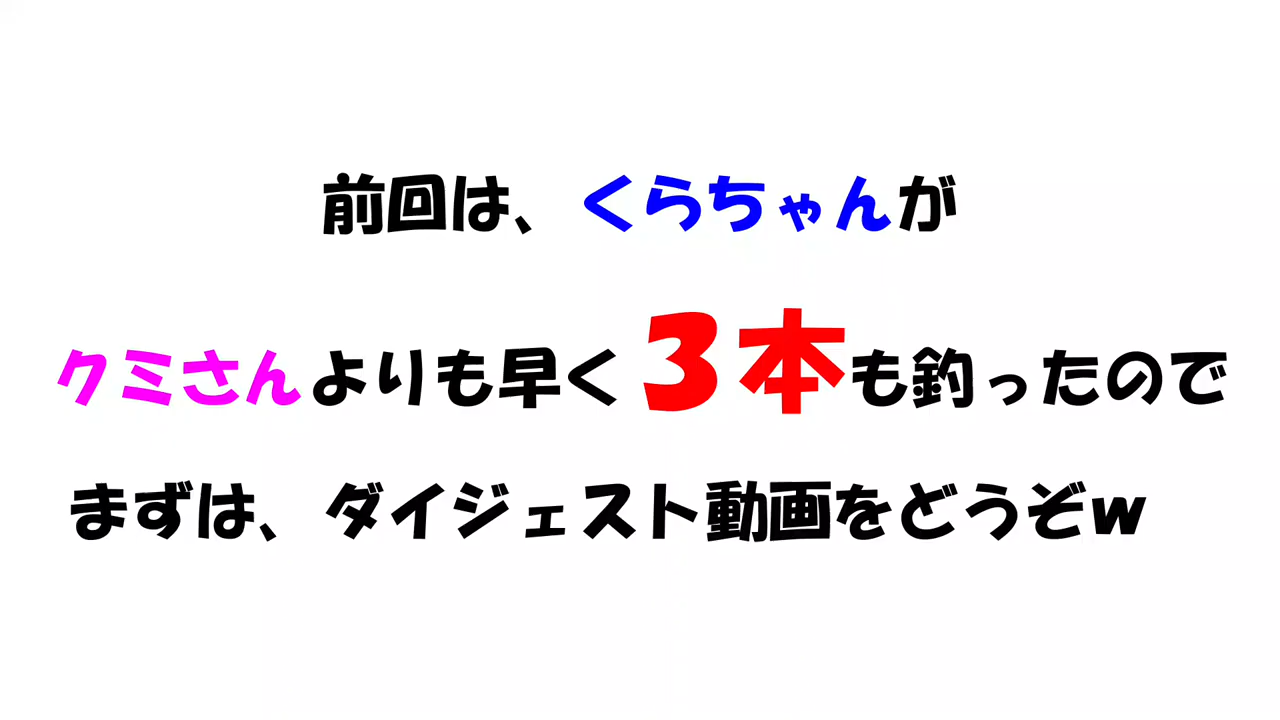 前回は、くらちゃんが
クミさんよりも早く３本も釣ったので
まずは、ダイジェスト動画をどうぞw